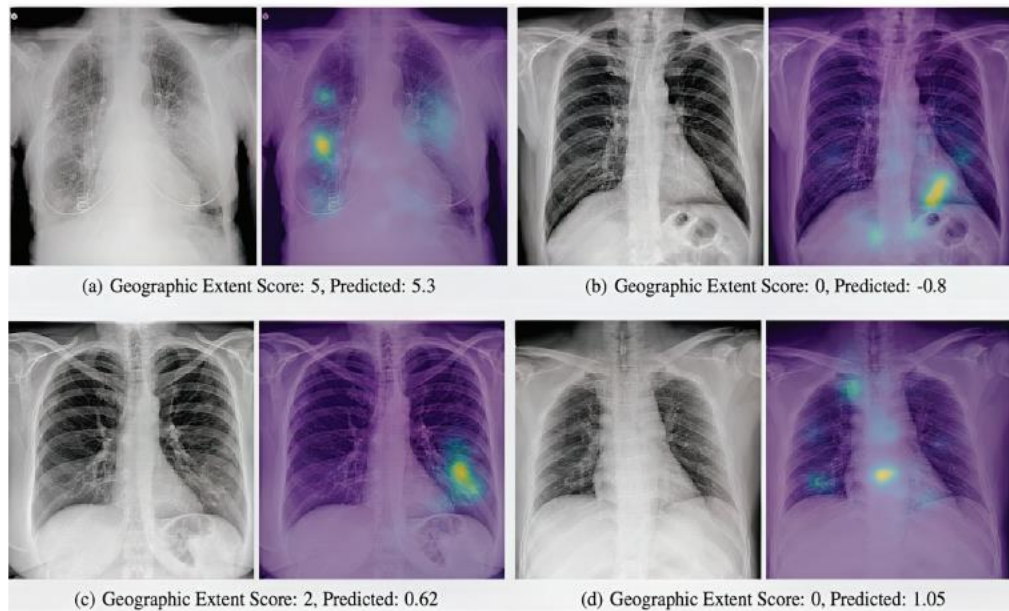 (a) Geographic Extent Score: 5, Predicted: 5.3
(b) Geographic Extent Score: 0, Predicted: -0.8
(c) Geographic Extent Score: 2, Predicted: 0.62
(d) Geographic Extent Score: 0, Predicted: 1.05